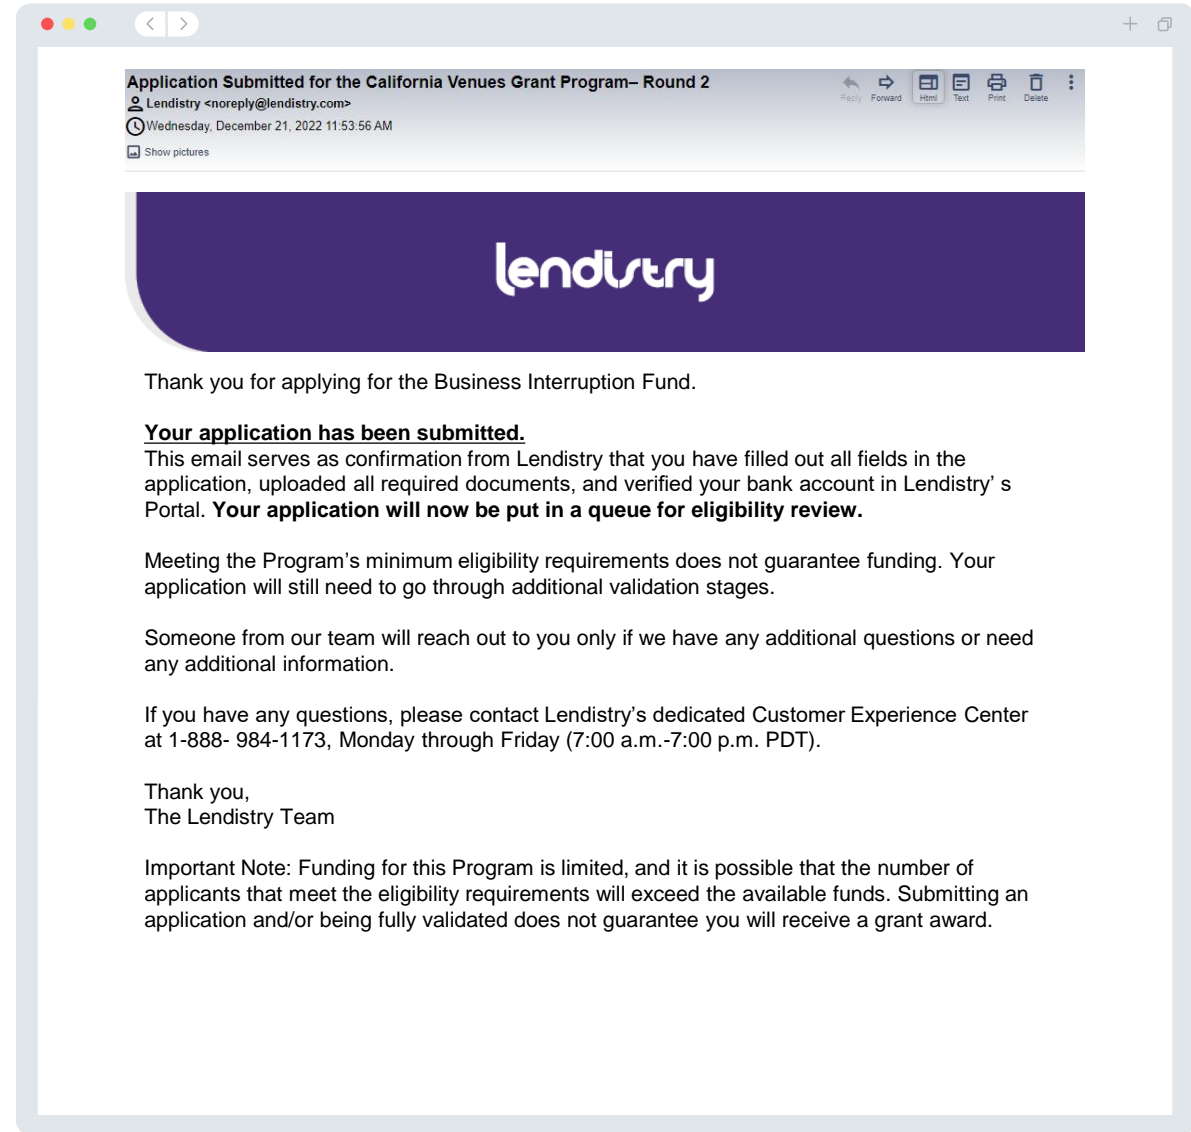 Application Submitted for the California Venues Grant Program– Round 2
Lendistry <noreply@lendistry.com>
Wednesday, December 21, 2022 11:53:56 AM
Show pictures
Reply Forward Html Text Print Delete
lendistry
Thank you for applying for the Business Interruption Fund.
Your application has been submitted.
This email serves as confirmation from Lendistry that you have filled out all fields in the
application, uploaded all required documents, and verified your bank account in Lendistry’ s
Portal. Your application will now be put in a queue for eligibility review.
Meeting the Program’s minimum eligibility requirements does not guarantee funding. Your
application will still need to go through additional validation stages.
Someone from our team will reach out to you only if we have any additional questions or need
any additional information.
If you have any questions, please contact Lendistry’s dedicated Customer Experience Center
at 1-888- 984-1173, Monday through Friday (7:00 a.m.-7:00 p.m. PDT).
Thank you,
The Lendistry Team
Important Note: Funding for this Program is limited, and it is possible that the number of
applicants that meet the eligibility requirements will exceed the available funds. Submitting an
application and/or being fully validated does not guarantee you will receive a grant award.